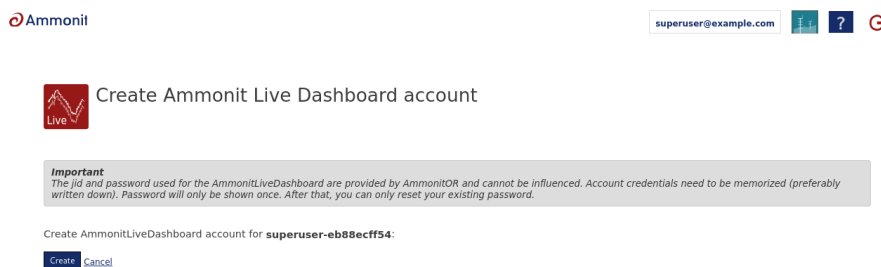 Ammonit
superuser@example.com
?
Create Ammonit Live Dashboard account
Live
Important
The jid and password used for the AmmonitLiveDashboard are provided by AmmonitOR and cannot be influenced. Account credentials need to be memorized (preferably
written down). Password will only be shown once. After that, you can only reset your existing password.
Create AmmonitLiveDashboard account for superuser-eb88ecff54:
Create Cancel